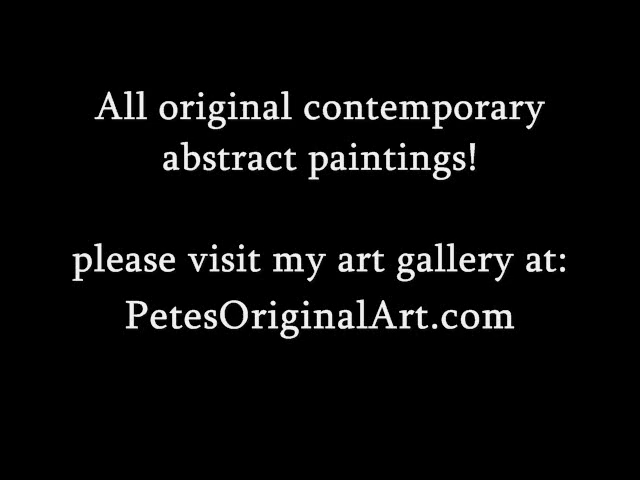 All original contemporary
abstract paintings!
please visit my art gallery at:
PetesOriginalArt.com